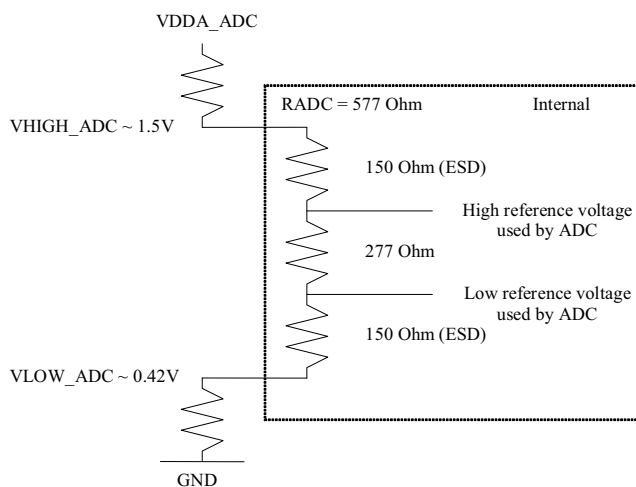 VDDA_ADC
RADC = 577 Ohm
Internal
VHIGH_ADC ~ 1.5V
150 Ohm (ESD)
High reference voltage
used by ADC
277 Ohm
Low reference voltage
used by ADC
150 Ohm (ESD)
VLOW_ADC ~ 0.42V
GND